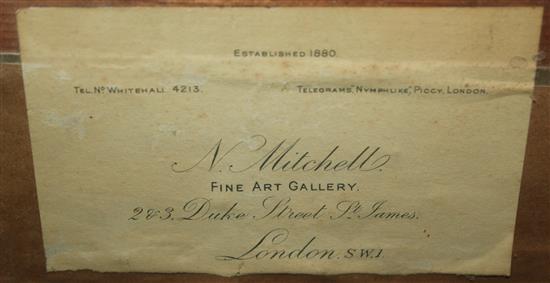 ESTABLISHED 1880.
TEL. No WHITEHALL 4213. TELEGRAMS, "NYMPHLIKE," PICCY, LONDON.
N. Mitchell.
FINE ART GALLERY.
2 & 3, Duke Street St. James.
London. S.W.1.